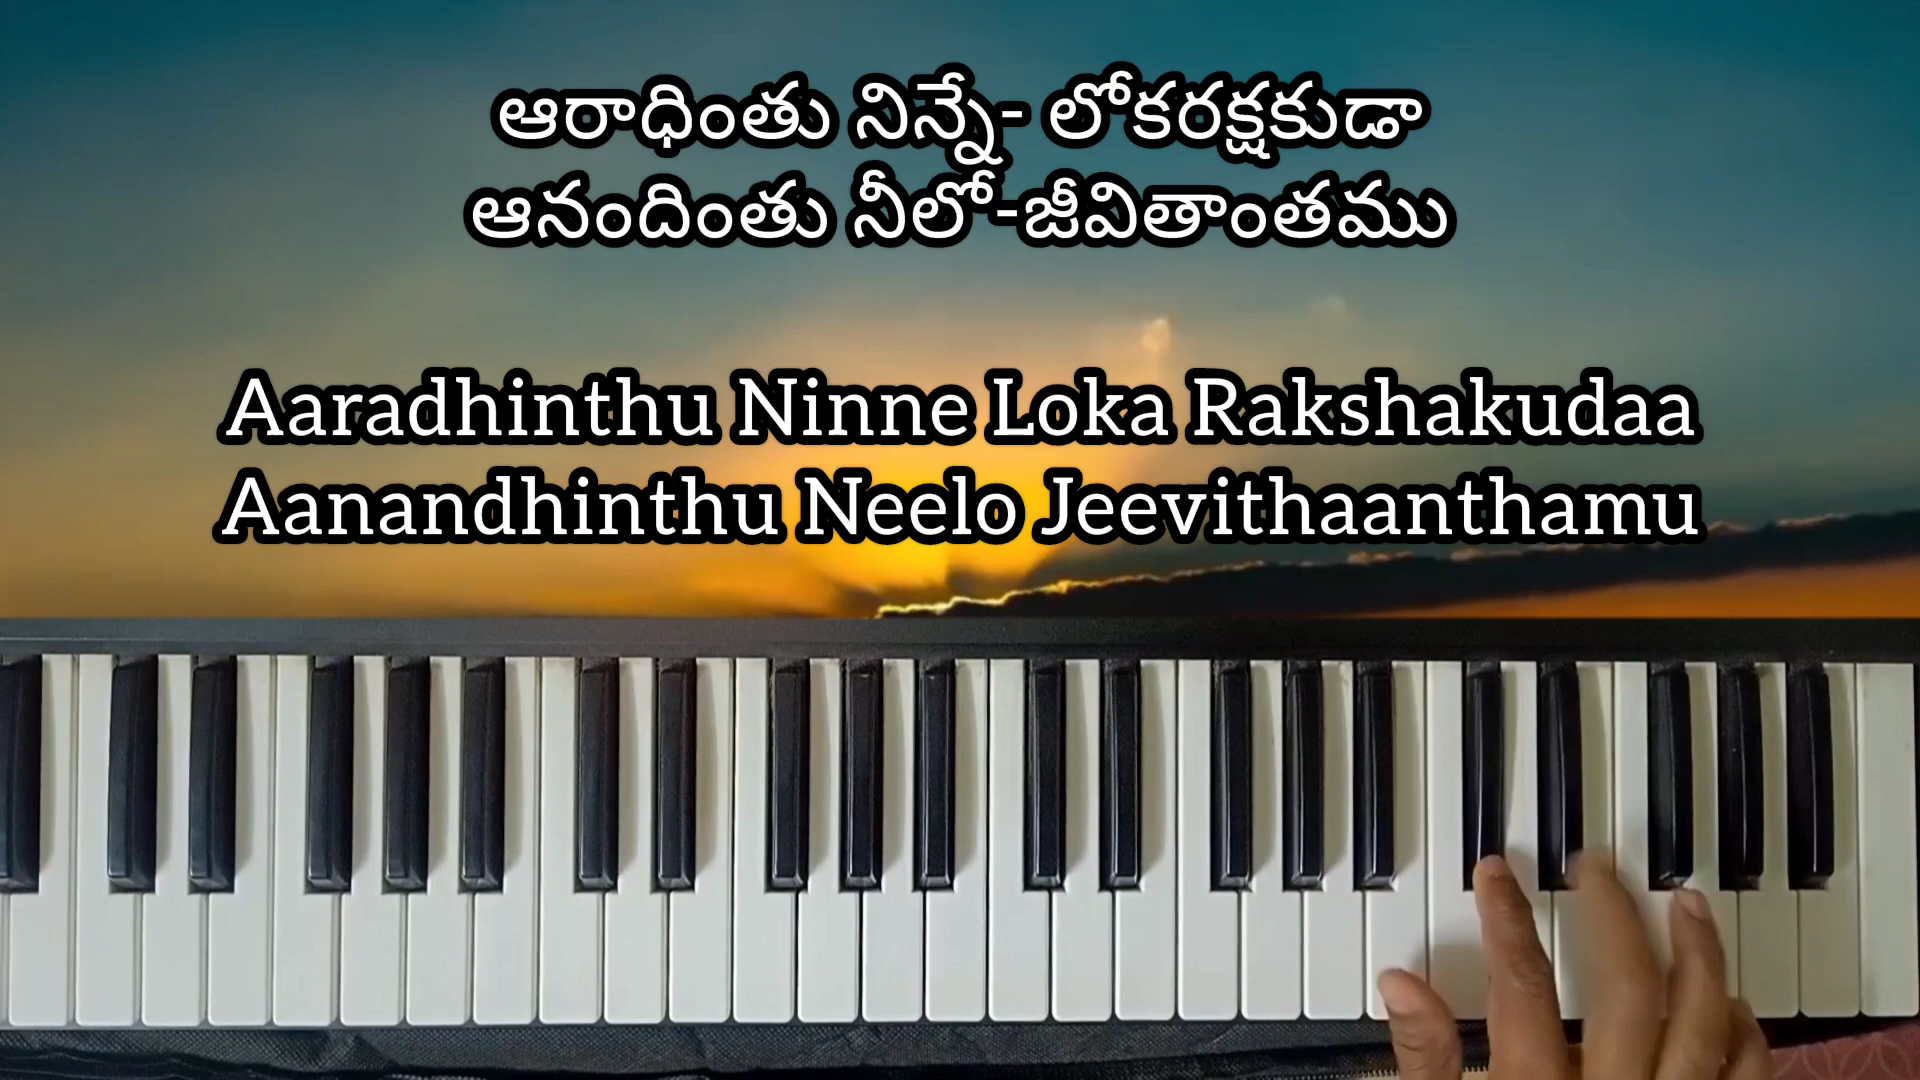 ఆరాధింతు నిన్నే- లోకరక్షకుడా
ఆనందింతు నీలో-జీవితాంతము
Aaradhinthu Ninne Loka Rakshakudaa
Aanandhinthu Neelo Jeevithaanthamu